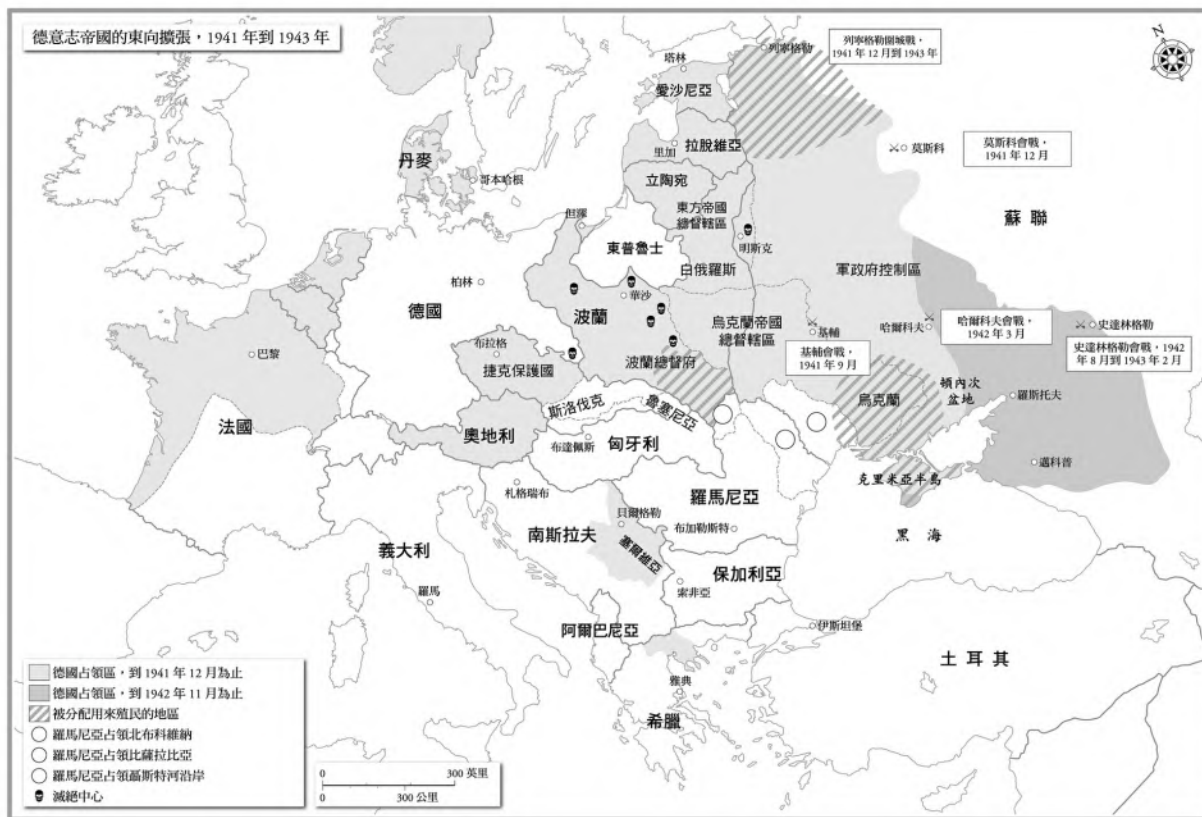 德意志帝國的東向擴張，1941 年到 1943 年
列寧格勒圍城戰，
1941 年 12 月到 1943 年
N
列寧格勒
塔林
愛沙尼亞
莫斯科
莫斯科會戰，
1941 年 12 月
里加
拉脫維亞
丹麥
哥本哈根
立陶宛
東方帝國
總督轄區
蘇聯
但澤
明斯克
東普魯士
白俄羅斯
軍政府控制區
柏林
德國
華沙
波蘭
烏克蘭帝國
總督轄區
基輔
基輔會戰，
1941 年 9 月
哈爾科夫
哈爾科夫會戰，
1942 年 3 月
史達林格勒
史達林格勒會戰，1942
年 8 月到 1943 年 2 月
巴黎
布拉格
捷克保護國
波蘭總督府
烏克蘭
頓內次
盆地
羅斯托夫
斯洛伐克
魯塞尼亞
法國
奧地利
布達佩斯
匈牙利
邁科普
克里米亞半島
札格瑞布
羅馬尼亞
貝爾格勒
布加勒斯特
南斯拉夫
塞爾維亞
黑海
義大利
保加利亞
索非亞
羅馬
阿爾巴尼亞
伊斯坦堡
土耳其
雅典
希臘
德國占領區，到 1941 年 12 月為止
德國占領區，到 1942 年 11 月為止
被分配用來殖民的地區
羅馬尼亞占領北布科維納
羅馬尼亞占領比薩拉比亞
羅馬尼亞占領聶斯特河沿岸
滅絕中心
0 300 英里
0 300 公里